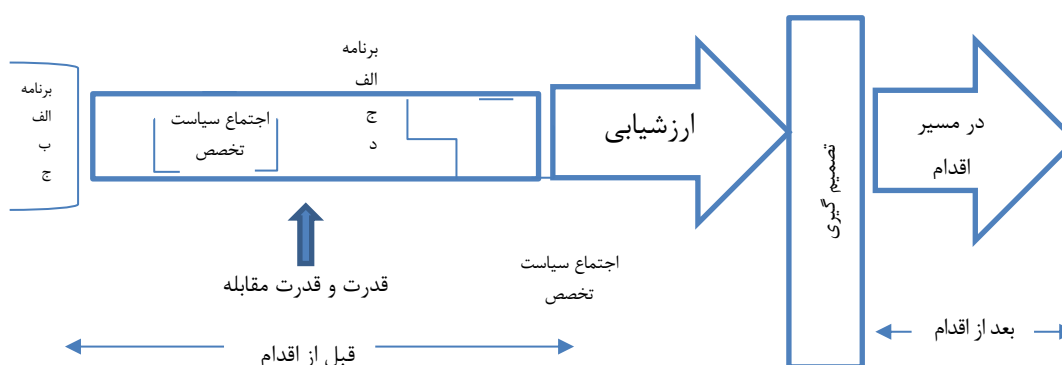 برنامه
الف
ج
د
برنامه
الف
ب
ج
اجتماع سیاست
تخصص
ارزشیابی
تصمیم گیری
در مسیر
اقدام
قدرت و قدرت مقابله
اجتماع سیاست
تخصص
قبل از اقدام
بعد از اقدام